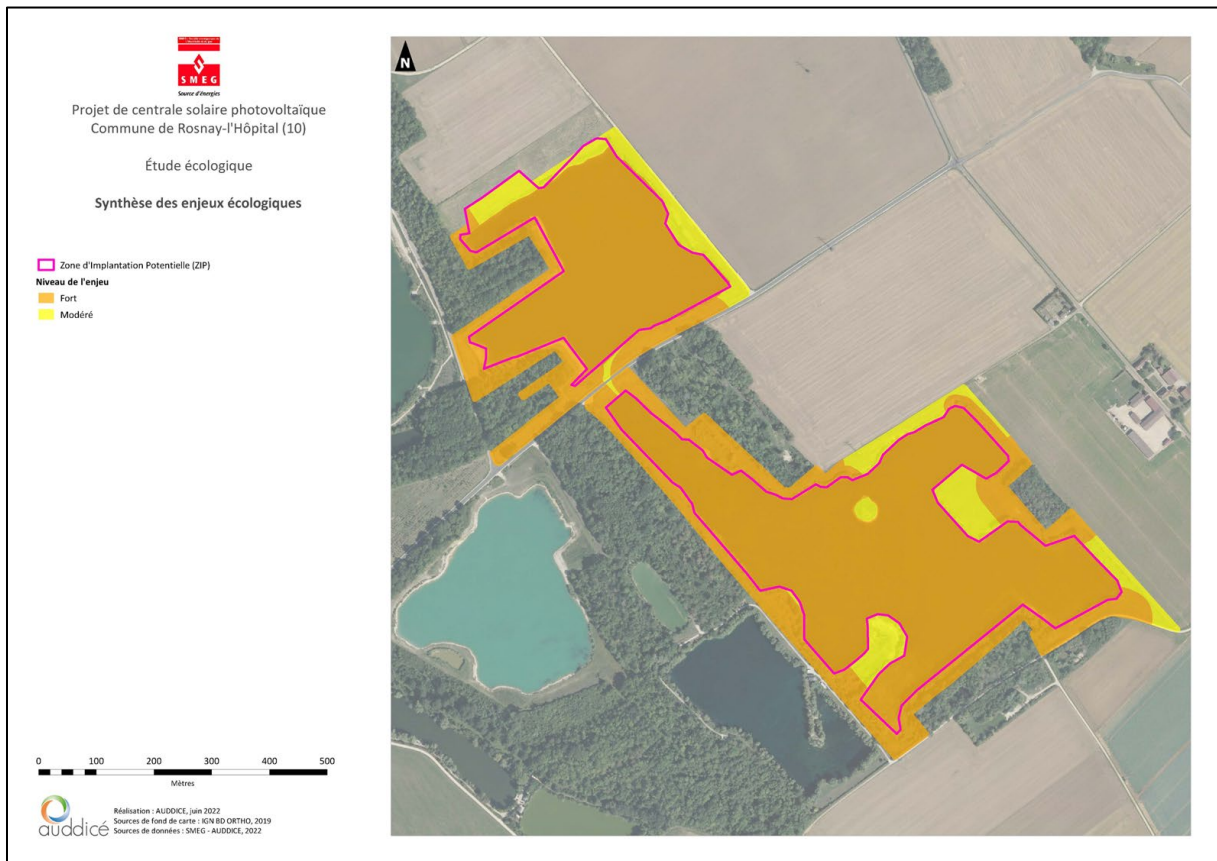 SMEG
Source d'énergies
Projet de centrale solaire photovoltaïque
Commune de Rosnay-l'Hôpital (10)
Étude écologique
Synthèse des enjeux écologiques
Zone d'Implantation Potentielle (ZIP)
Niveau de l'enjeu
Fort
Modéré
N
0 100 200 300 400 500
Mètres
auddicé
Réalisation : AUDDICE, juin 2022
Sources de fond de carte : IGN BD ORTHO, 2019
Sources de données : SMEG - AUDDICE, 2022